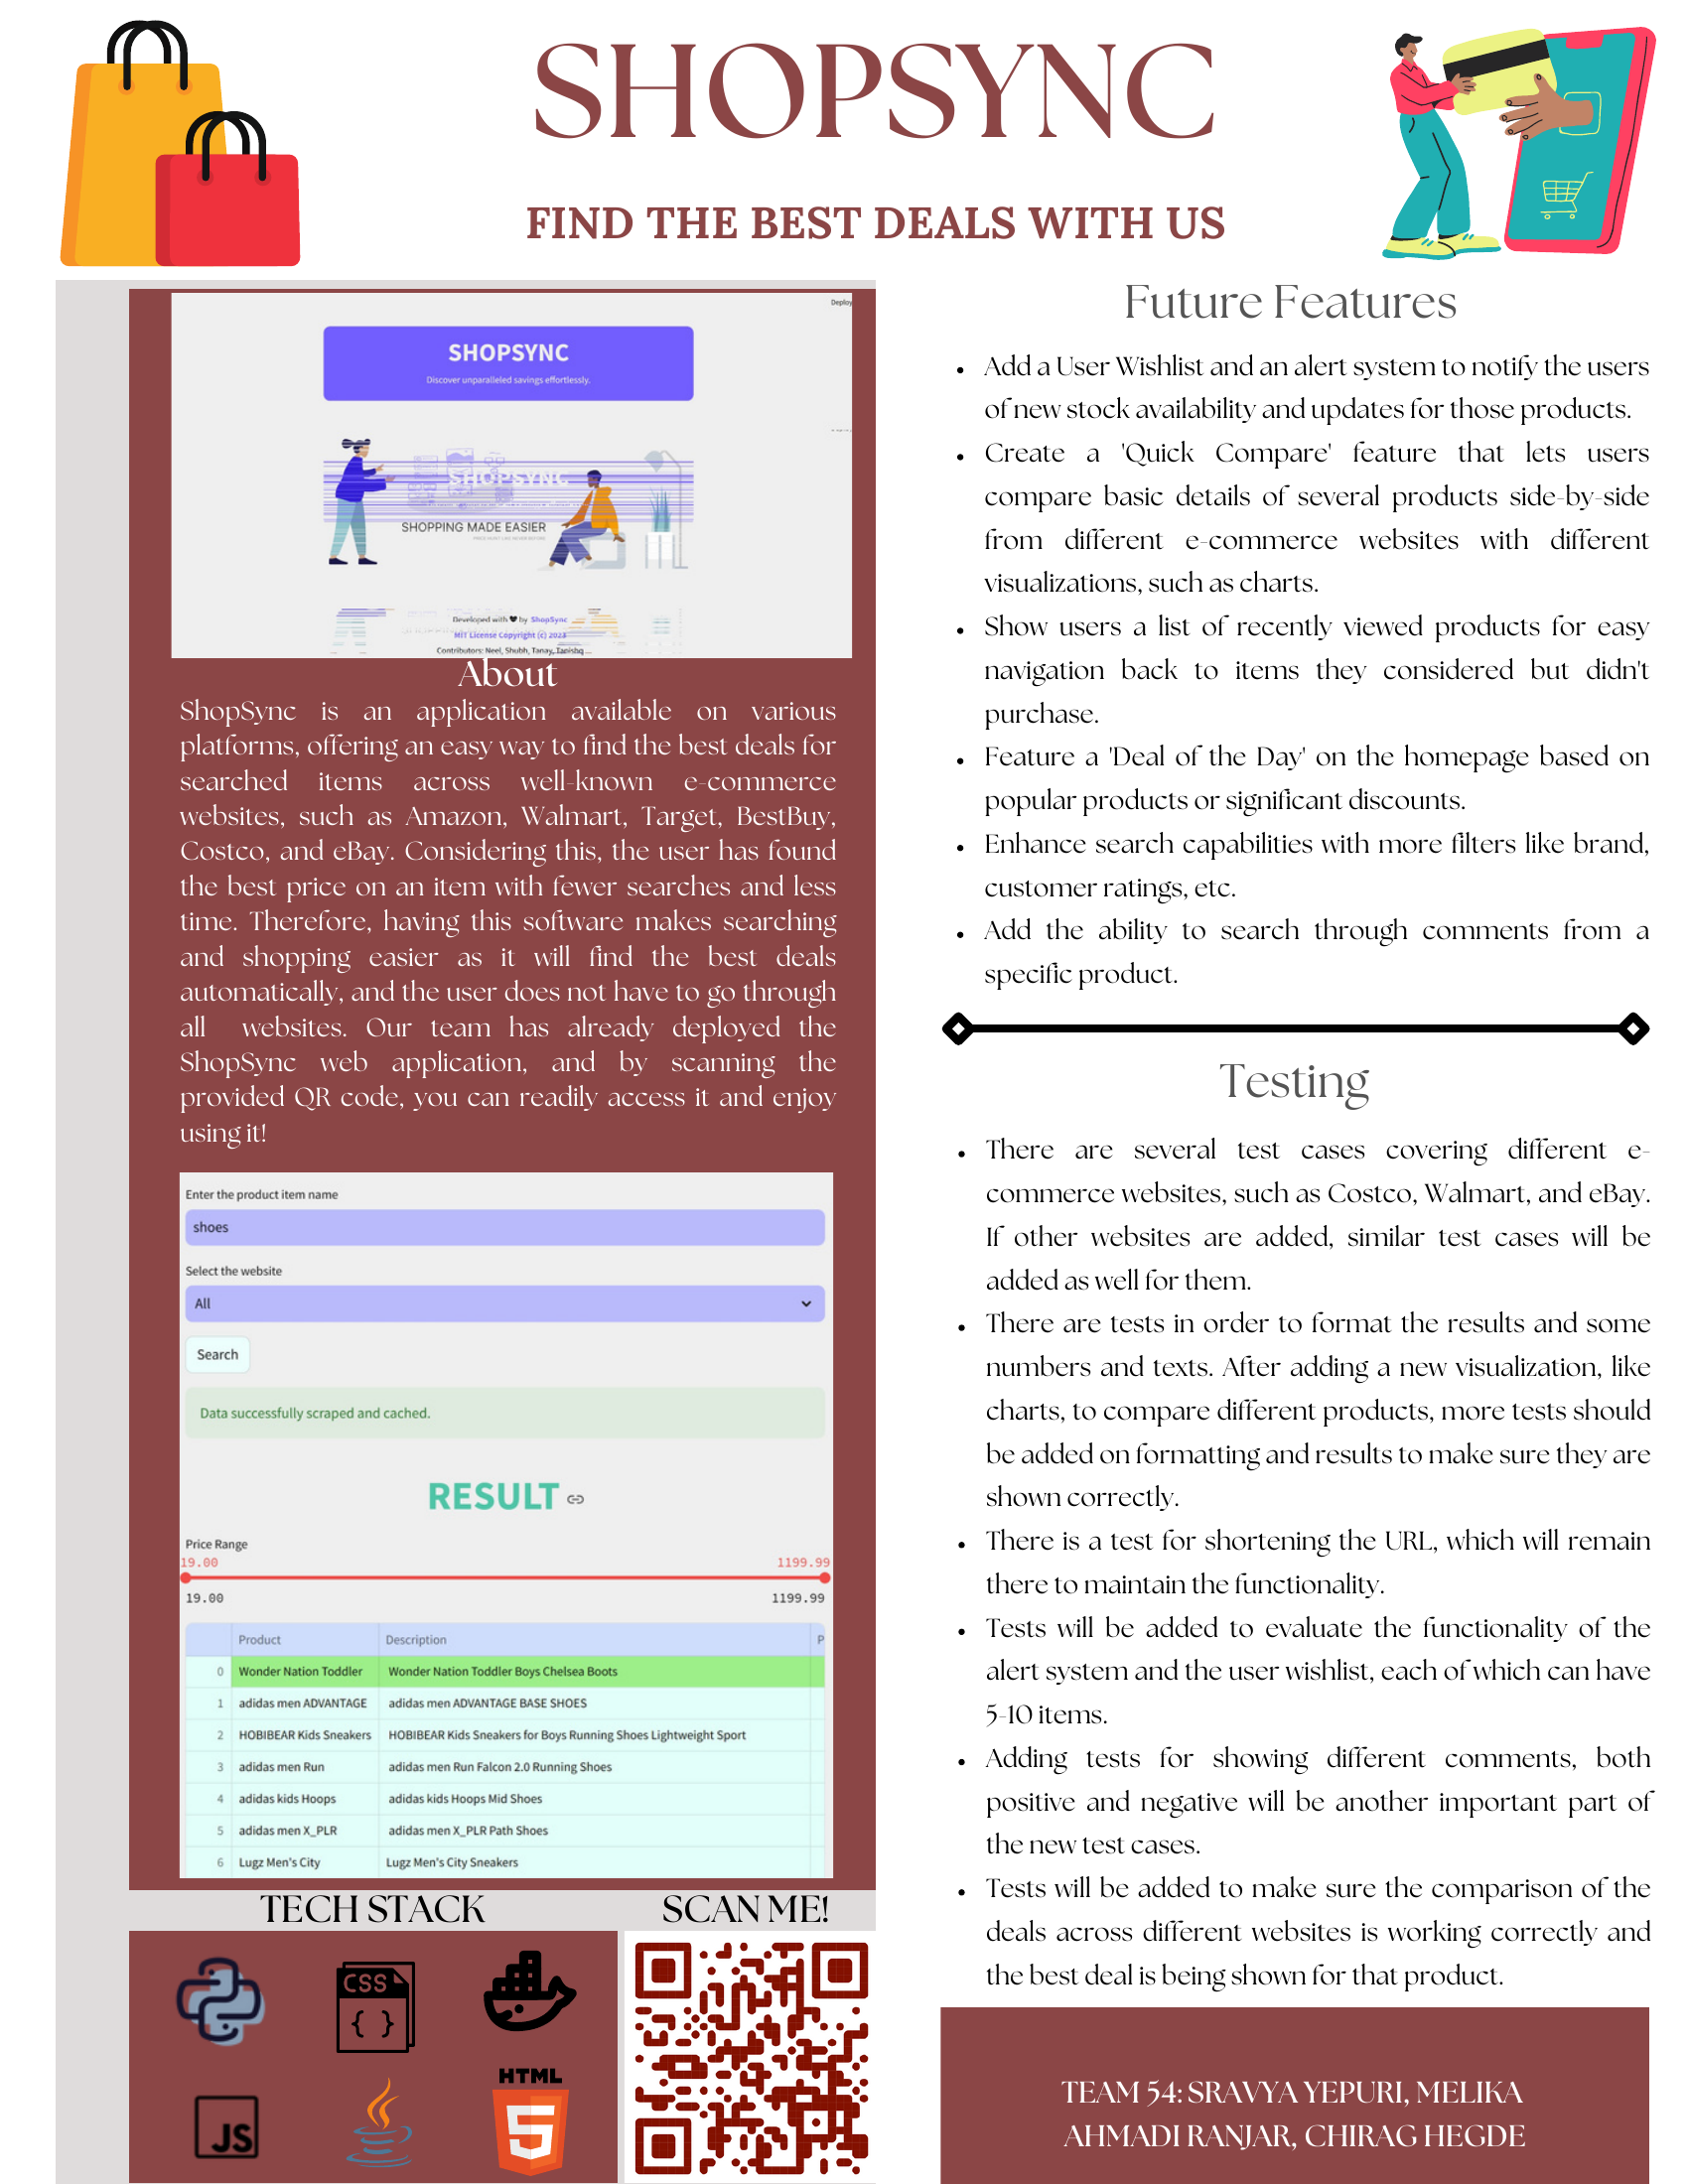 SHOPSYNC
FIND THE BEST DEALS WITH US
Deploy
SHOPSYNC
Discover unparalleled savings effortlessly.
SHOPSYNC
SHOPPING MADE EASIER
Developed with by ShopSync
MIT License Copyright (c) 2023
Contributors: Neel, Shubh, Tanay, Tanishq
About
ShopSync is an application available on various
platforms, offering an easy way to find the best deals for
searched items across well-known e-commerce
websites, such as Amazon, Walmart, Target, BestBuy,
Costco, and eBay. Considering this, the user has found
the best price on an item with fewer searches and less
time. Therefore, having this software makes searching
and shopping easier as it will find the best deals
automatically, and the user does not have to go through
all websites. Our team has already deployed the
ShopSync web application, and by scanning the
provided QR code, you can readily access it and enjoy
using it!
Enter the product item name
shoes
Select the website
All
Search
Data successfully scraped and cached.
RESULT
Price Range
19.00 1199.99
19.00 1199.99
Product Description P
0 Wonder Nation Toddler Wonder Nation Toddler Boys Chelsea Boots
1 adidas men ADVANTAGE adidas men ADVANTAGE BASE SHOES
2 HOBIBEAR Kids Sneakers HOBIBEAR Kids Sneakers for Boys Running Shoes Lightweight Sport
3 adidas men Run adidas men Run Falcon 2.0 Running Shoes
4 adidas kids Hoops adidas kids Hoops Mid Shoes
5 adidas men X_PLR adidas men X_PLR Path Shoes
6 Lugz Men's City Lugz Men's City Sneakers
TECH STACK
CSS
{ }
JS
HTML
5
SCAN ME!
Future Features
• Add a User Wishlist and an alert system to notify the users
of new stock availability and updates for those products.
• Create a 'Quick Compare' feature that lets users
compare basic details of several products side-by-side
from different e-commerce websites with different
visualizations, such as charts.
• Show users a list of recently viewed products for easy
navigation back to items they considered but didn't
purchase.
• Feature a 'Deal of the Day' on the homepage based on
popular products or significant discounts.
• Enhance search capabilities with more filters like brand,
customer ratings, etc.
• Add the ability to search through comments from a
specific product.
Testing
• There are several test cases covering different e-
commerce websites, such as Costco, Walmart, and eBay.
If other websites are added, similar test cases will be
added as well for them.
• There are tests in order to format the results and some
numbers and texts. After adding a new visualization, like
charts, to compare different products, more tests should
be added on formatting and results to make sure they are
shown correctly.
• There is a test for shortening the URL, which will remain
there to maintain the functionality.
• Tests will be added to evaluate the functionality of the
alert system and the user wishlist, each of which can have
5-10 items.
• Adding tests for showing different comments, both
positive and negative will be another important part of
the new test cases.
• Tests will be added to make sure the comparison of the
deals across different websites is working correctly and
the best deal is being shown for that product.
TEAM 54: SRAVYA YEPURI, MELIKA
AHMADI RANJAR, CHIRAG HEGDE